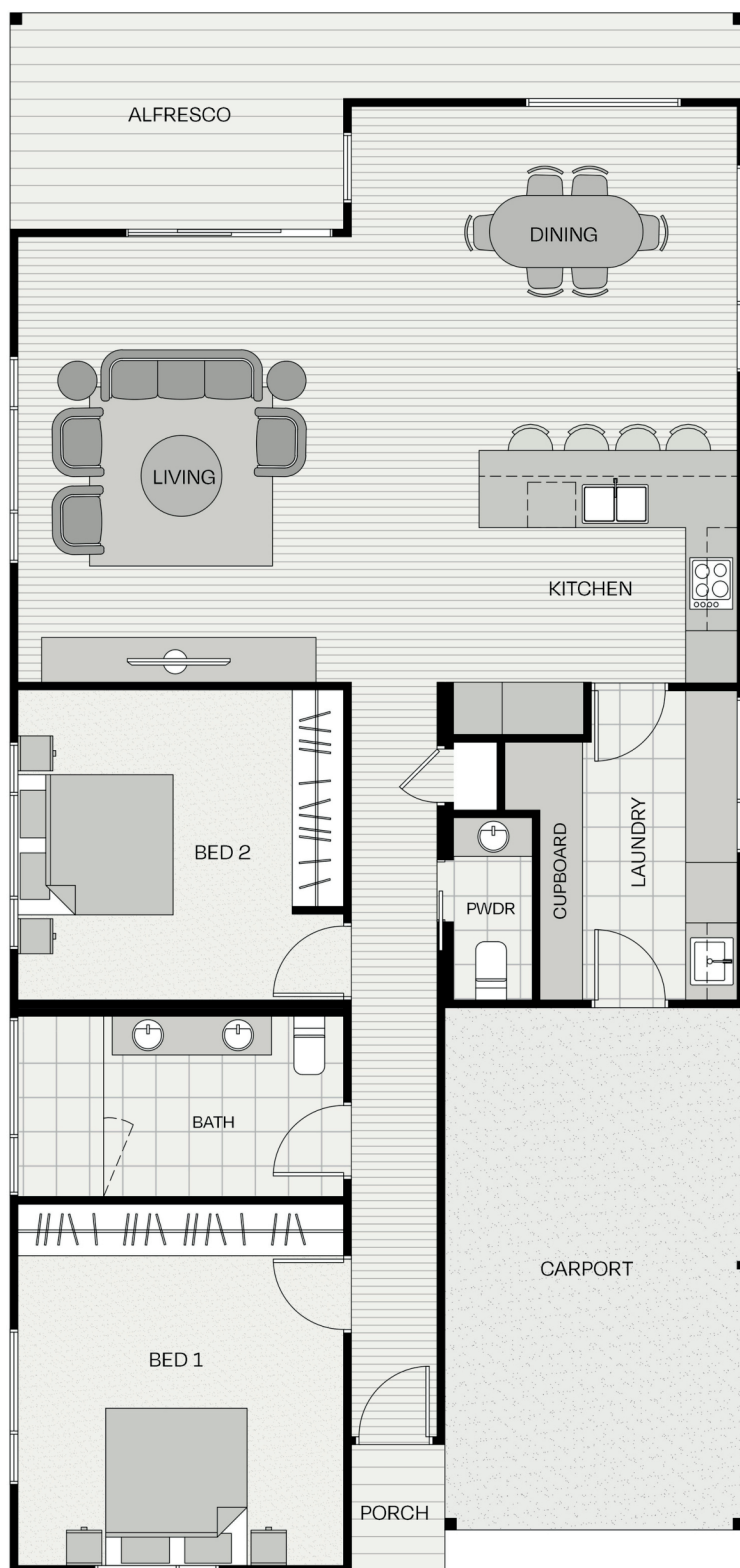 ALFRESCO
DINING
LIVING
KITCHEN
BED 2
CUPBOARD
LAUNDRY
PWDR
BATH
CARPORT
BED 1
PORCH